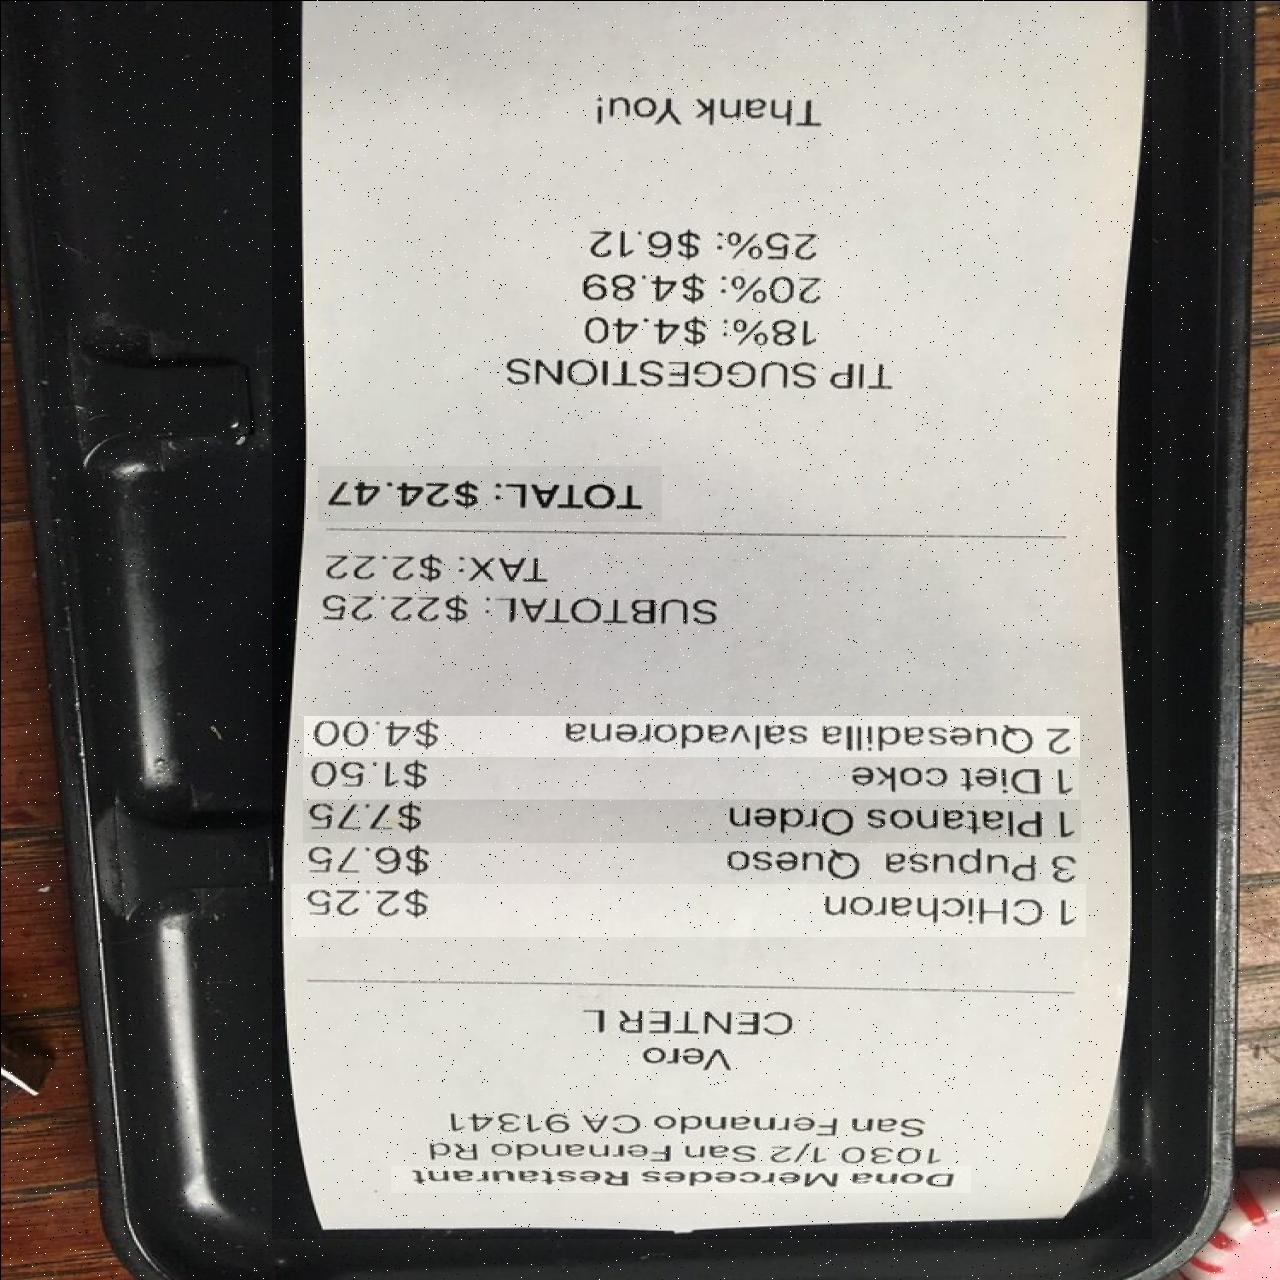 Dona Mercedes Restaurant
1030 1/2 San Fernando Rd
San Fernando CA 91341
Vero
CENTER L
1 CHicharon $2.25
3 Pupusa Queso $6.75
1 Platanos Orden $7.75
1 Diet coke $1.50
2 Quesadilla salvadorena $4.00
SUBTOTAL: $22.25
TAX: $2.22
TOTAL: $24.47
TIP SUGGESTIONS
18%: $4.40
20%: $4.89
25%: $6.12
Thank You!